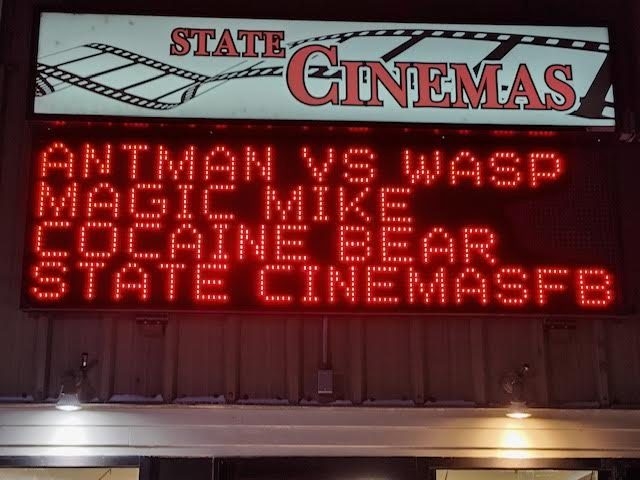 STATE
CINEMAS
ANTMAN VS WASP
MAGIC MIKE
COCAINE BEAR
STATE CINEMASFB